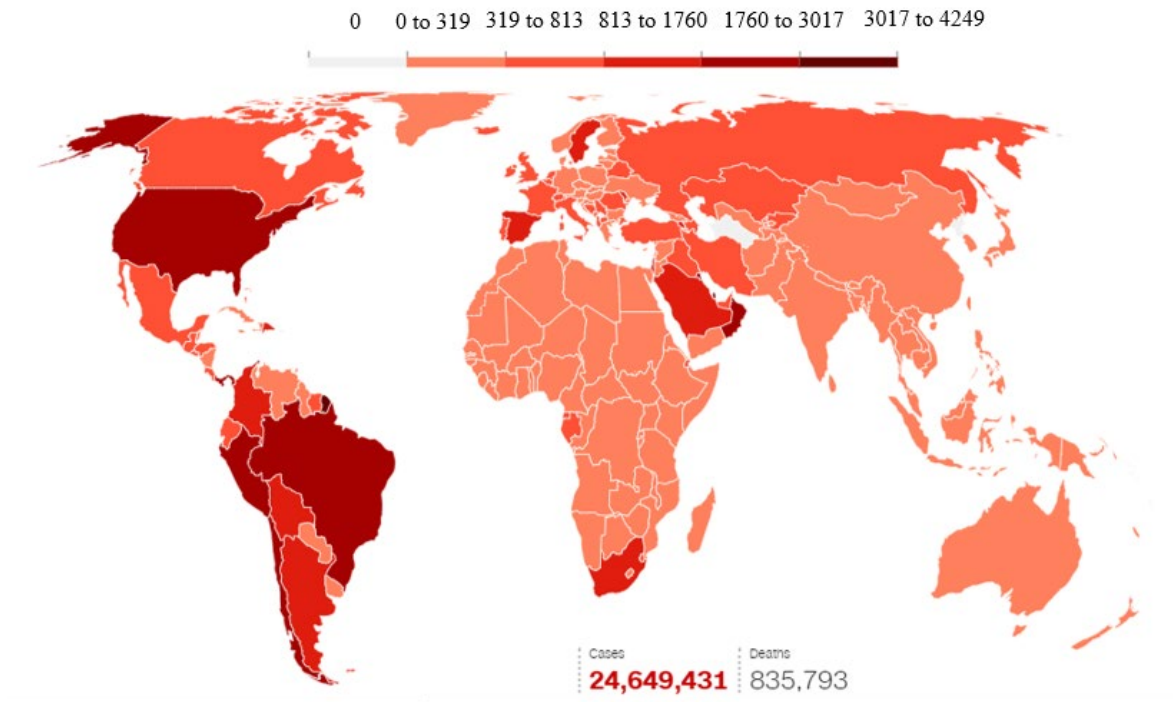 0 0 to 319 319 to 813 813 to 1760 1760 to 3017 3017 to 4249
Cases Deaths
24,649,431 835,793